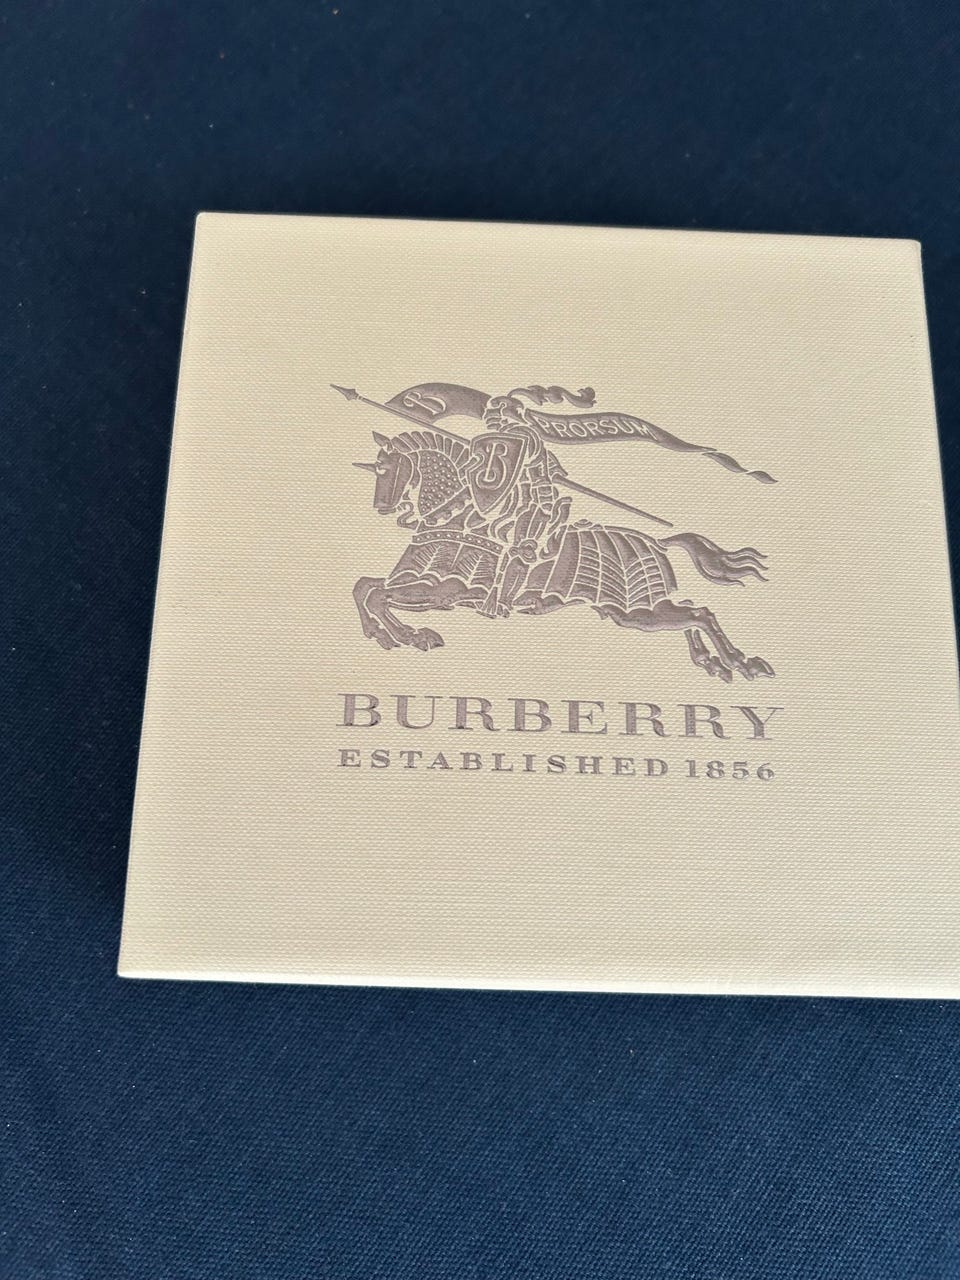 B
PRORSUM
B
BURBERRY
ESTABLISHED 1856